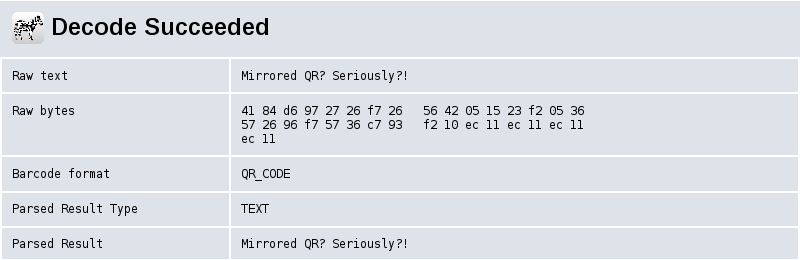 Decode Succeeded
Raw text Mirrored QR? Seriously?!
Raw bytes 41 84 d6 97 27 26 f7 26 56 42 05 15 23 f2 05 36
57 26 96 f7 57 36 c7 93 f2 10 ec 11 ec 11 ec 11
ec 11
Barcode format QR_CODE
Parsed Result Type TEXT
Parsed Result Mirrored QR? Seriously?!